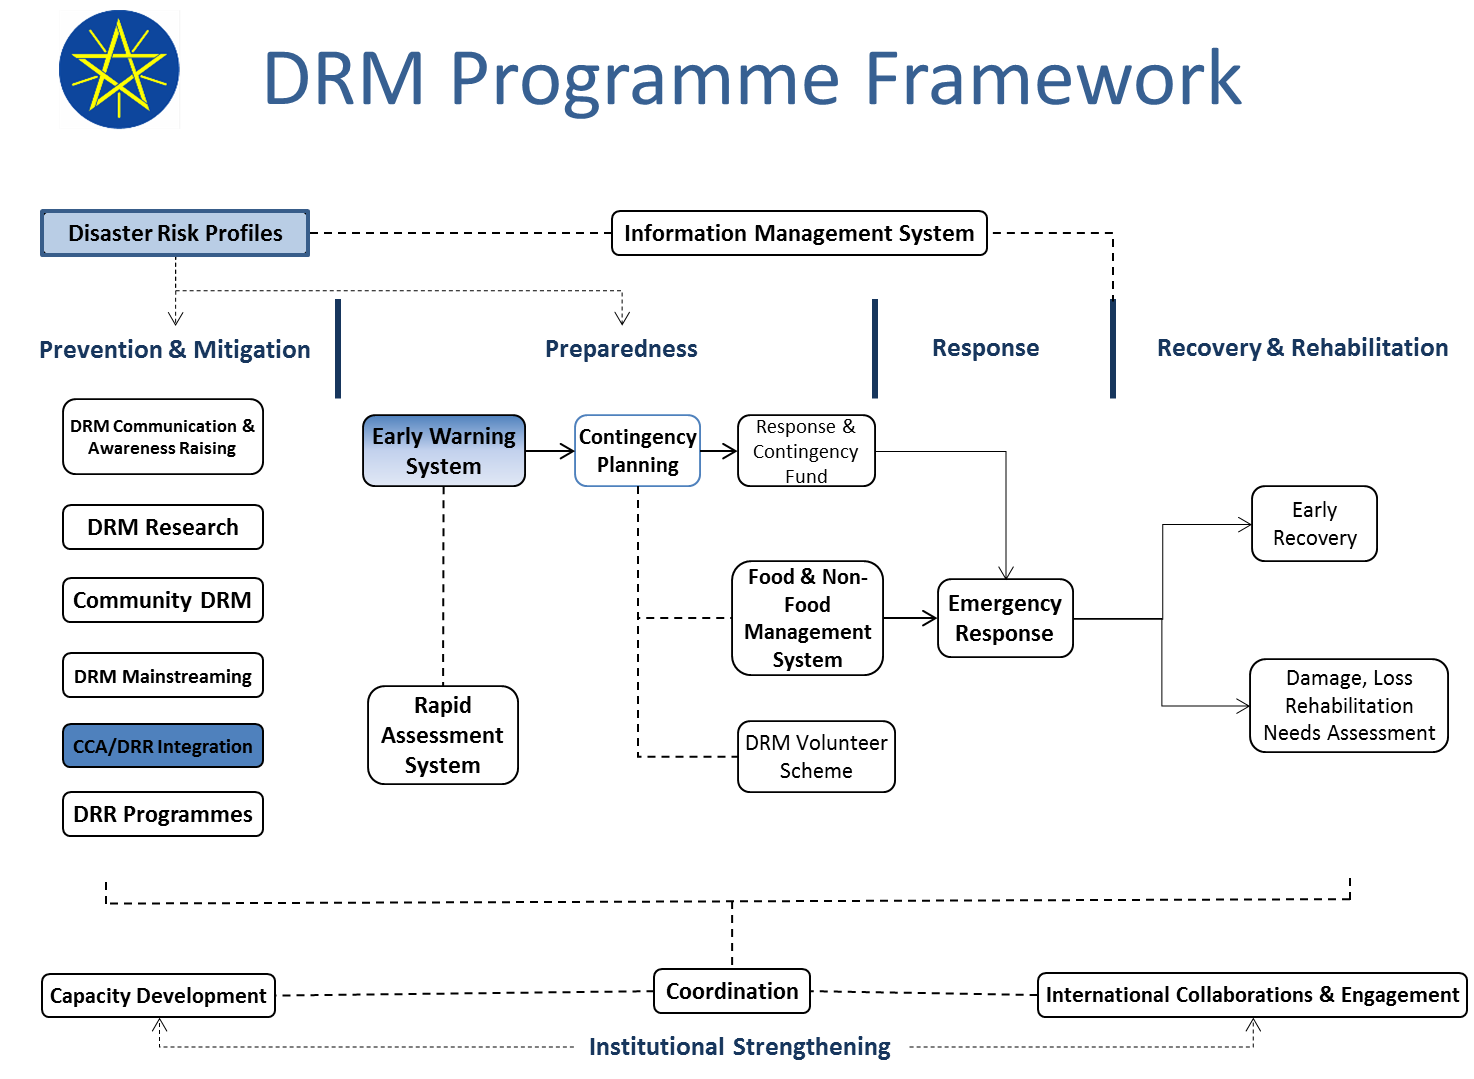 DRM Programme Framework
Disaster Risk Profiles
Information Management System
Prevention & Mitigation
Preparedness
Response
Recovery & Rehabilitation
DRM Communication &
Awareness Raising
DRM Research
Community DRM
DRM Mainstreaming
CCA/DRR Integration
DRR Programmes
Early Warning
System
Contingency
Planning
Response &
Contingency
Fund
Rapid
Assessment
System
Food & Non-
Food
Management
System
DRM Volunteer
Scheme
Emergency
Response
Early
Recovery
Damage, Loss
Rehabilitation
Needs Assessment
Capacity Development
Coordination
International Collaborations & Engagement
Institutional Strengthening